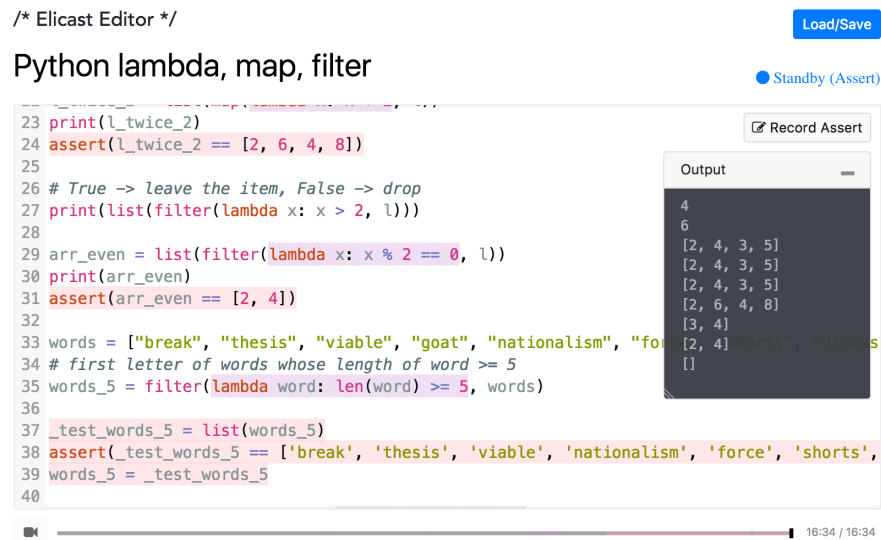 /* Elicast Editor */
Load/Save
Python lambda, map, filter
Standby (Assert)
23 print(l_twice_2)
Record Assert
24 assert(l_twice_2 == [2, 6, 4, 8])
25
26 # True -> leave the item, False -> drop
27 print(list(filter(lambda x: x > 2, l)))
28
29 arr_even = list(filter(lambda x: x % 2 == 0, l))
30 print(arr_even)
31 assert(arr_even == [2, 4])
32
33 words = ["break", "thesis", "viable", "goat", "nationalism", "force", "shorts", "discus
34 # first letter of words whose length of word >= 5
35 words_5 = filter(lambda word: len(word) >= 5, words)
36
37 _test_words_5 = list(words_5)
38 assert(_test_words_5 == ['break', 'thesis', 'viable', 'nationalism', 'force', 'shorts',
39 words_5 = _test_words_5
40
Output
4
6
[2, 4, 3, 5]
[2, 4, 3, 5]
[2, 4, 3, 5]
[2, 6, 4, 8]
[3, 4]
[2, 4]
[]
16:34 / 16:34